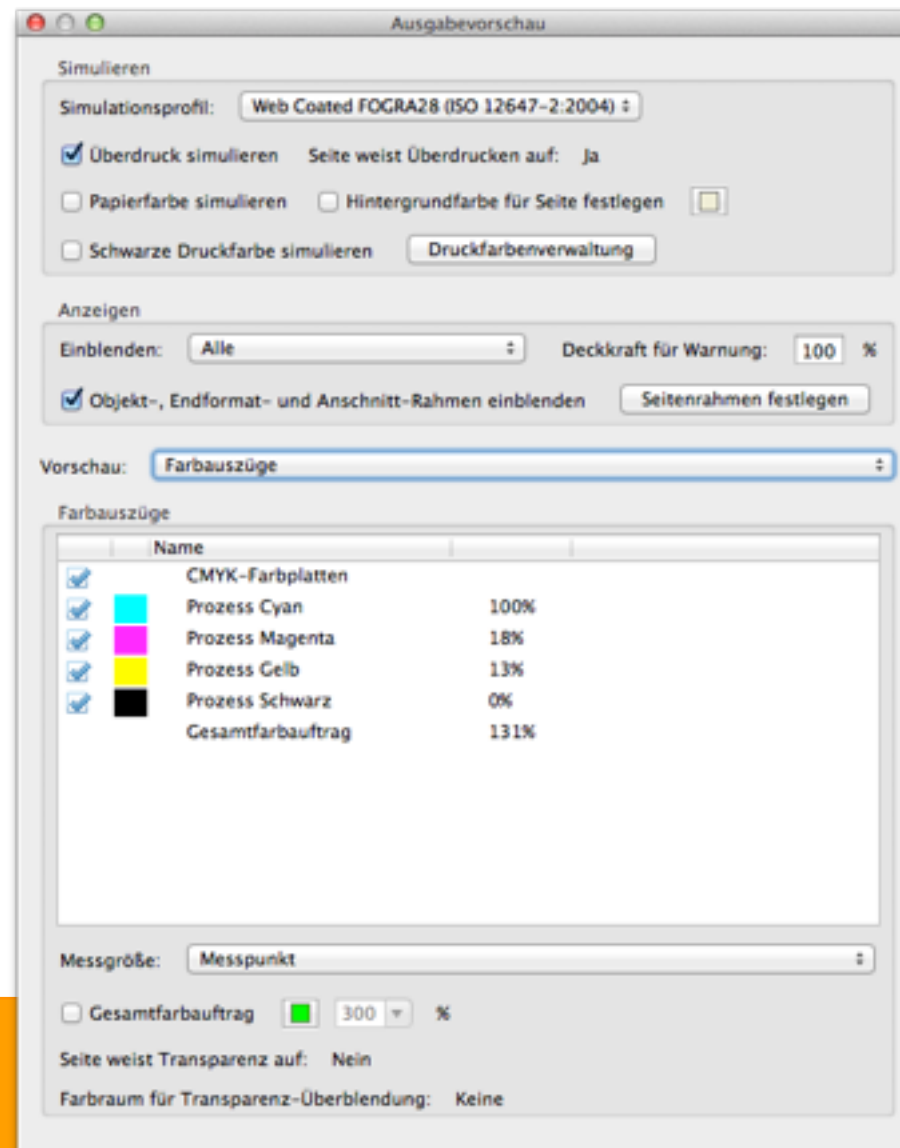 Ausgabevorschau
Simulieren
Simulationsprofil: Web Coated FOGRA28 (ISO 12647-2:2004)
Überdruck simulieren Seite weist Überdrucken auf: Ja
Papierfarbe simulieren Hintergrundfarbe für Seite festlegen
Schwarze Druckfarbe simulieren Druckfarbenverwaltung
Anzeigen
Einblenden: Alle Deckkraft für Warnung: 100 %
Objekt-, Endformat- und Anschnitt-Rahmen einblenden Seitenrahmen festlegen
Vorschau: Farbauszüge
Farbauszüge
Name
CMYK-Farbplatten
Prozess Cyan 100%
Prozess Magenta 18%
Prozess Gelb 13%
Prozess Schwarz 0%
Gesamtfarbauftrag 131%
Messgröße: Messpunkt
Gesamtfarbauftrag 300 %
Seite weist Transparenz auf: Nein
Farbraum für Transparenz-Überblendung: Keine